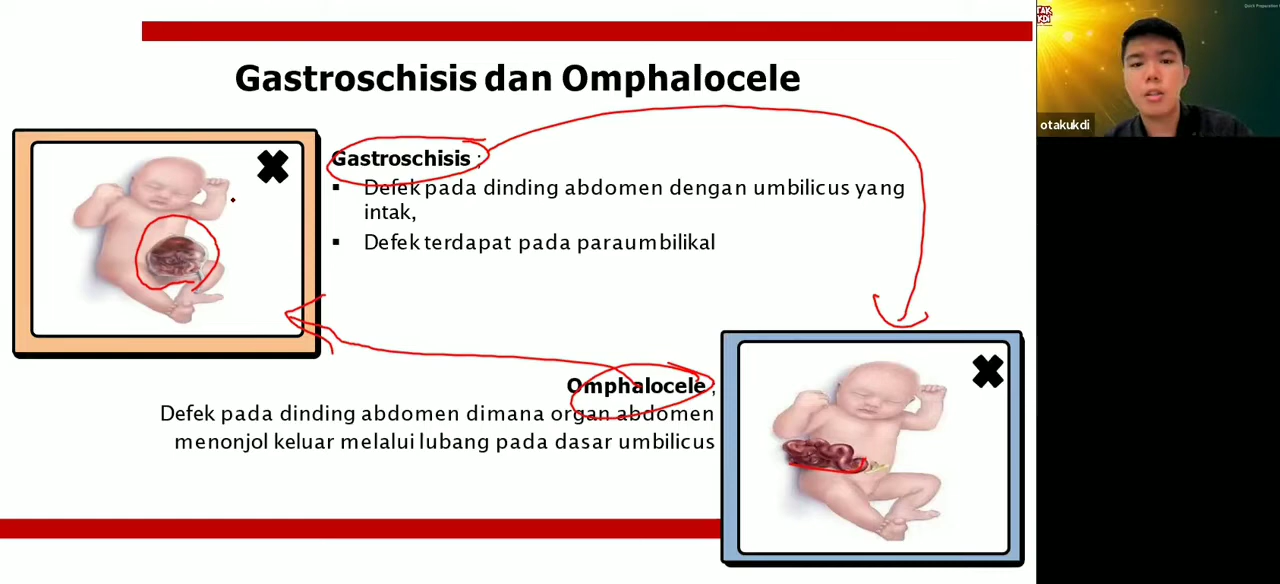 Gastroschisis dan Omphalocele
Gastroschisis ;
▪ Defek pada dinding abdomen dengan umbilicus yang
intak,
▪ Defek terdapat pada paraumbilikal
Omphalocele ;
Defek pada dinding abdomen dimana organ abdomen
menonjol keluar melalui lubang pada dasar umbilicus
otakukdi